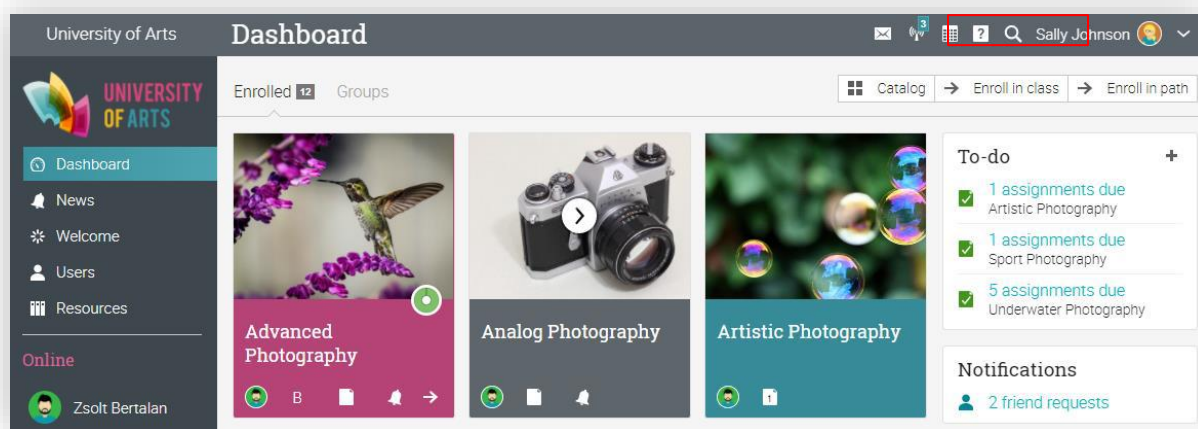 University of Arts
Dashboard
3
?
Sally Johnson
UNIVERSITY
OF ARTS
Dashboard
News
Welcome
Users
Resources
Online
Zsolt Bertalan
Enrolled 12
Groups
Catalog
Enroll in class
Enroll in path
Advanced
Photography
B
Analog Photography
Artistic Photography
1
To-do
1 assignments due
Artistic Photography
1 assignments due
Sport Photography
5 assignments due
Underwater Photography
Notifications
2 friend requests